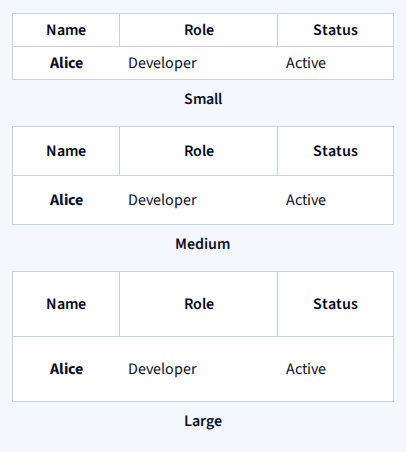 Name Role Status
Alice Developer Active
Small
Name Role Status
Alice Developer Active
Medium
Name Role Status
Alice Developer Active
Large